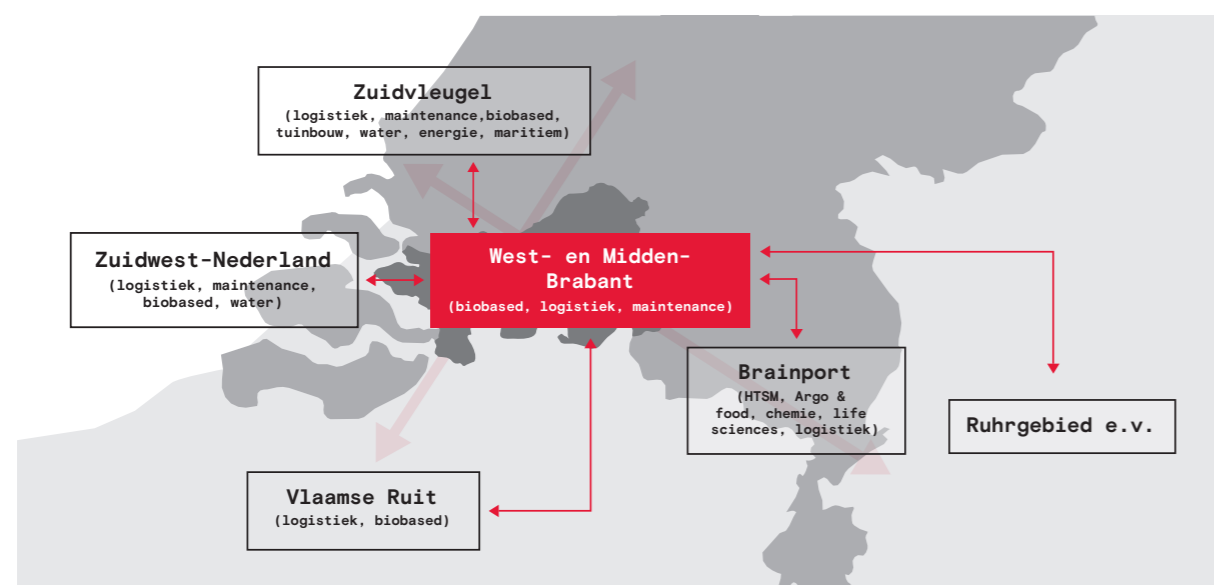 Zuidvleugel
(logistiek, maintenance,biobased,
tuinbouw, water, energie, maritiem)
Zuidwest-Nederland
(logistiek, maintenance,
biobased, water)
West- en Midden-
Brabant
(biobased, logistiek, maintenance)
Brainport
(HTSM, Argo &
food, chemie, life
sciences, logistiek)
Ruhrgebied e.v.
Vlaamse Ruit
(logistiek, biobased)